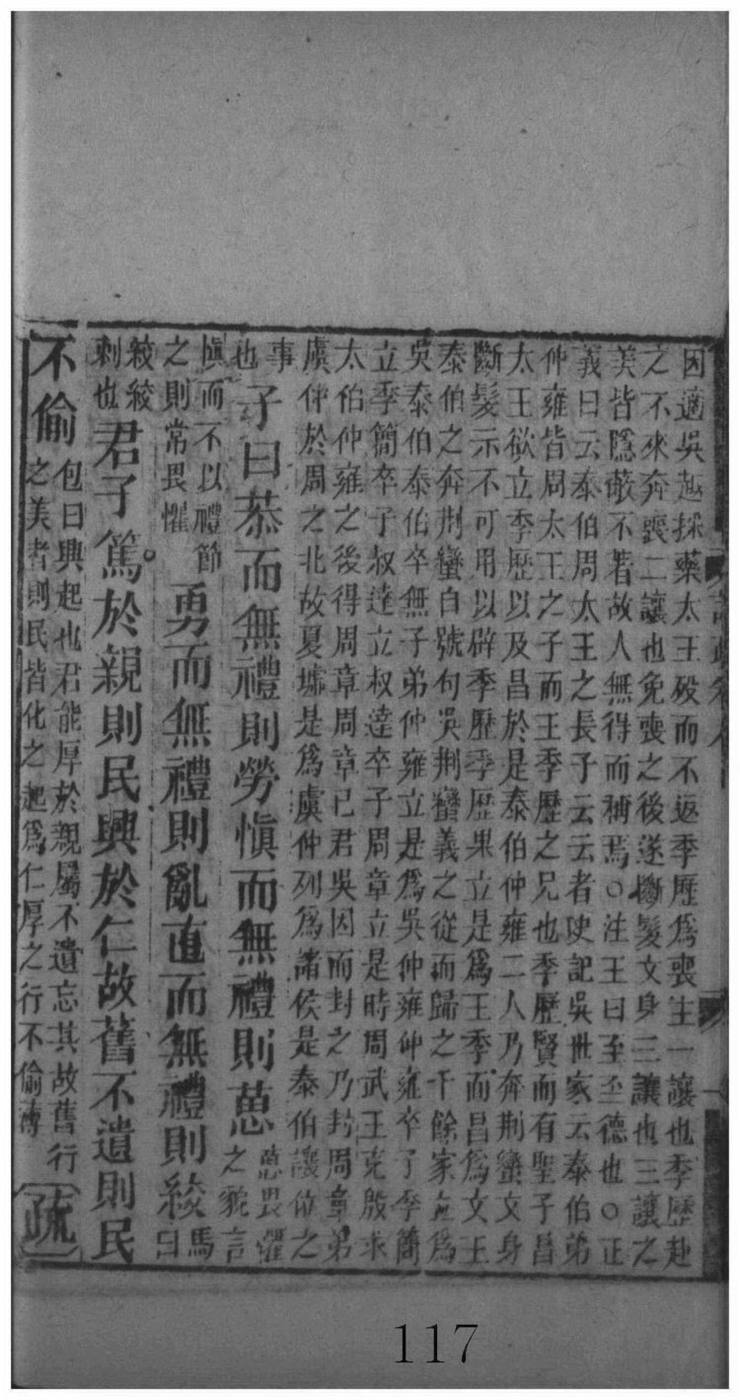 因適吳越採藥太王歿而不返季歷爲喪主一讓也季歷赴
之不來奔喪二讓也免喪之後遂斷髮文身三讓也三讓之
美皆隱蔽不著故人無得而稱焉○注王曰至至德也○正
義曰云泰伯周太王之長子云云者史記吳世家云泰伯弟
仲雍皆周太王之子而王季歷之兄也季歷賢而有聖子昌
太王欲立季歷以及昌於是泰伯仲雍二人乃奔荆蠻文身
斷髮示不可用以辟季歷季歷果立是爲王季而昌爲文王
泰伯之奔荆蠻自號句吳荆蠻義之從而歸之千餘家立爲
吳泰伯泰伯卒無子弟仲雍立是爲吳仲雍仲雍卒子季簡
立季簡卒子叔達立叔達卒子周章立是時周武王克殷求
太伯仲雍之後得周章周章已君吳因而封之乃封周章弟
虞仲於周之北故夏墟是爲虞仲列爲諸侯是泰伯讓位之
事
也
子曰恭而無禮則勞愼而無禮則葸
葸畏懼
之貌言
愼而不以禮節
之則常畏懼
勇而無禮則亂直而無禮則絞
馬
曰
絞絞
刺也
君子篤於親則民興於仁故舊不遺則民
不偷
包曰興起也君能厚於親屬不遺忘其故舊行
之美者則民皆化之起爲仁厚之行不偷薄
疏
117